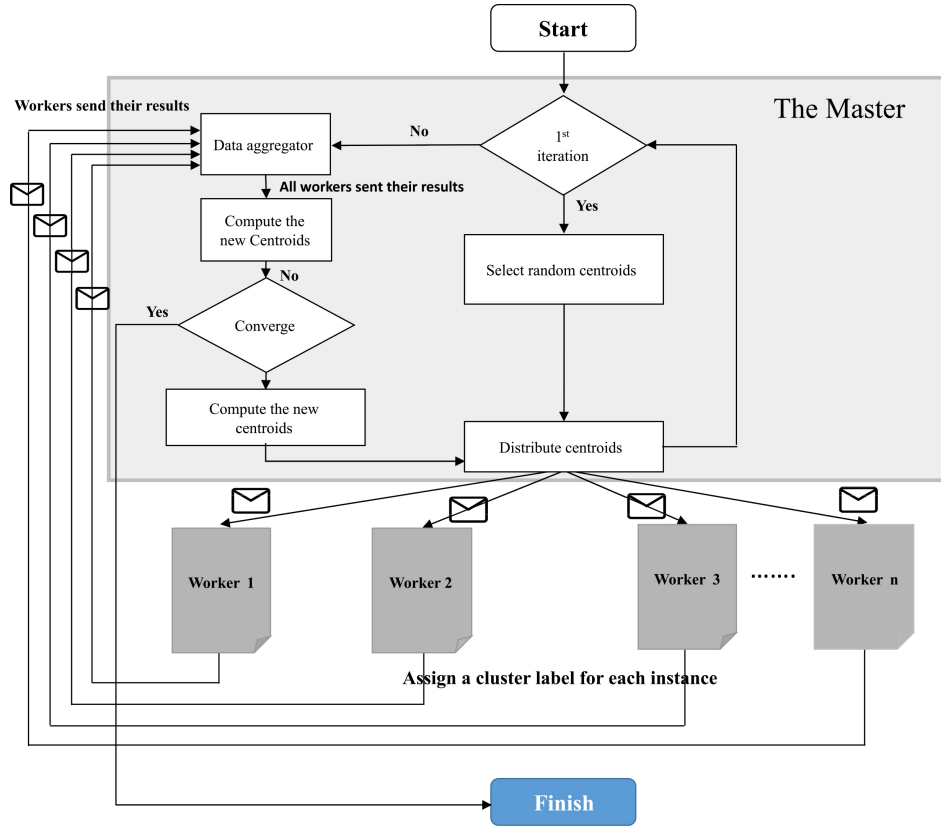 Start
The Master
Workers send their results
1st
iteration
No
Data aggregator
All workers sent their results
Yes
Compute the
new Centroids
Select random centroids
No
Yes
Converge
Compute the new
centroids
Distribute centroids
Worker 1
Worker 2
Worker 3
.......
Worker n
Assign a cluster label for each instance
Finish